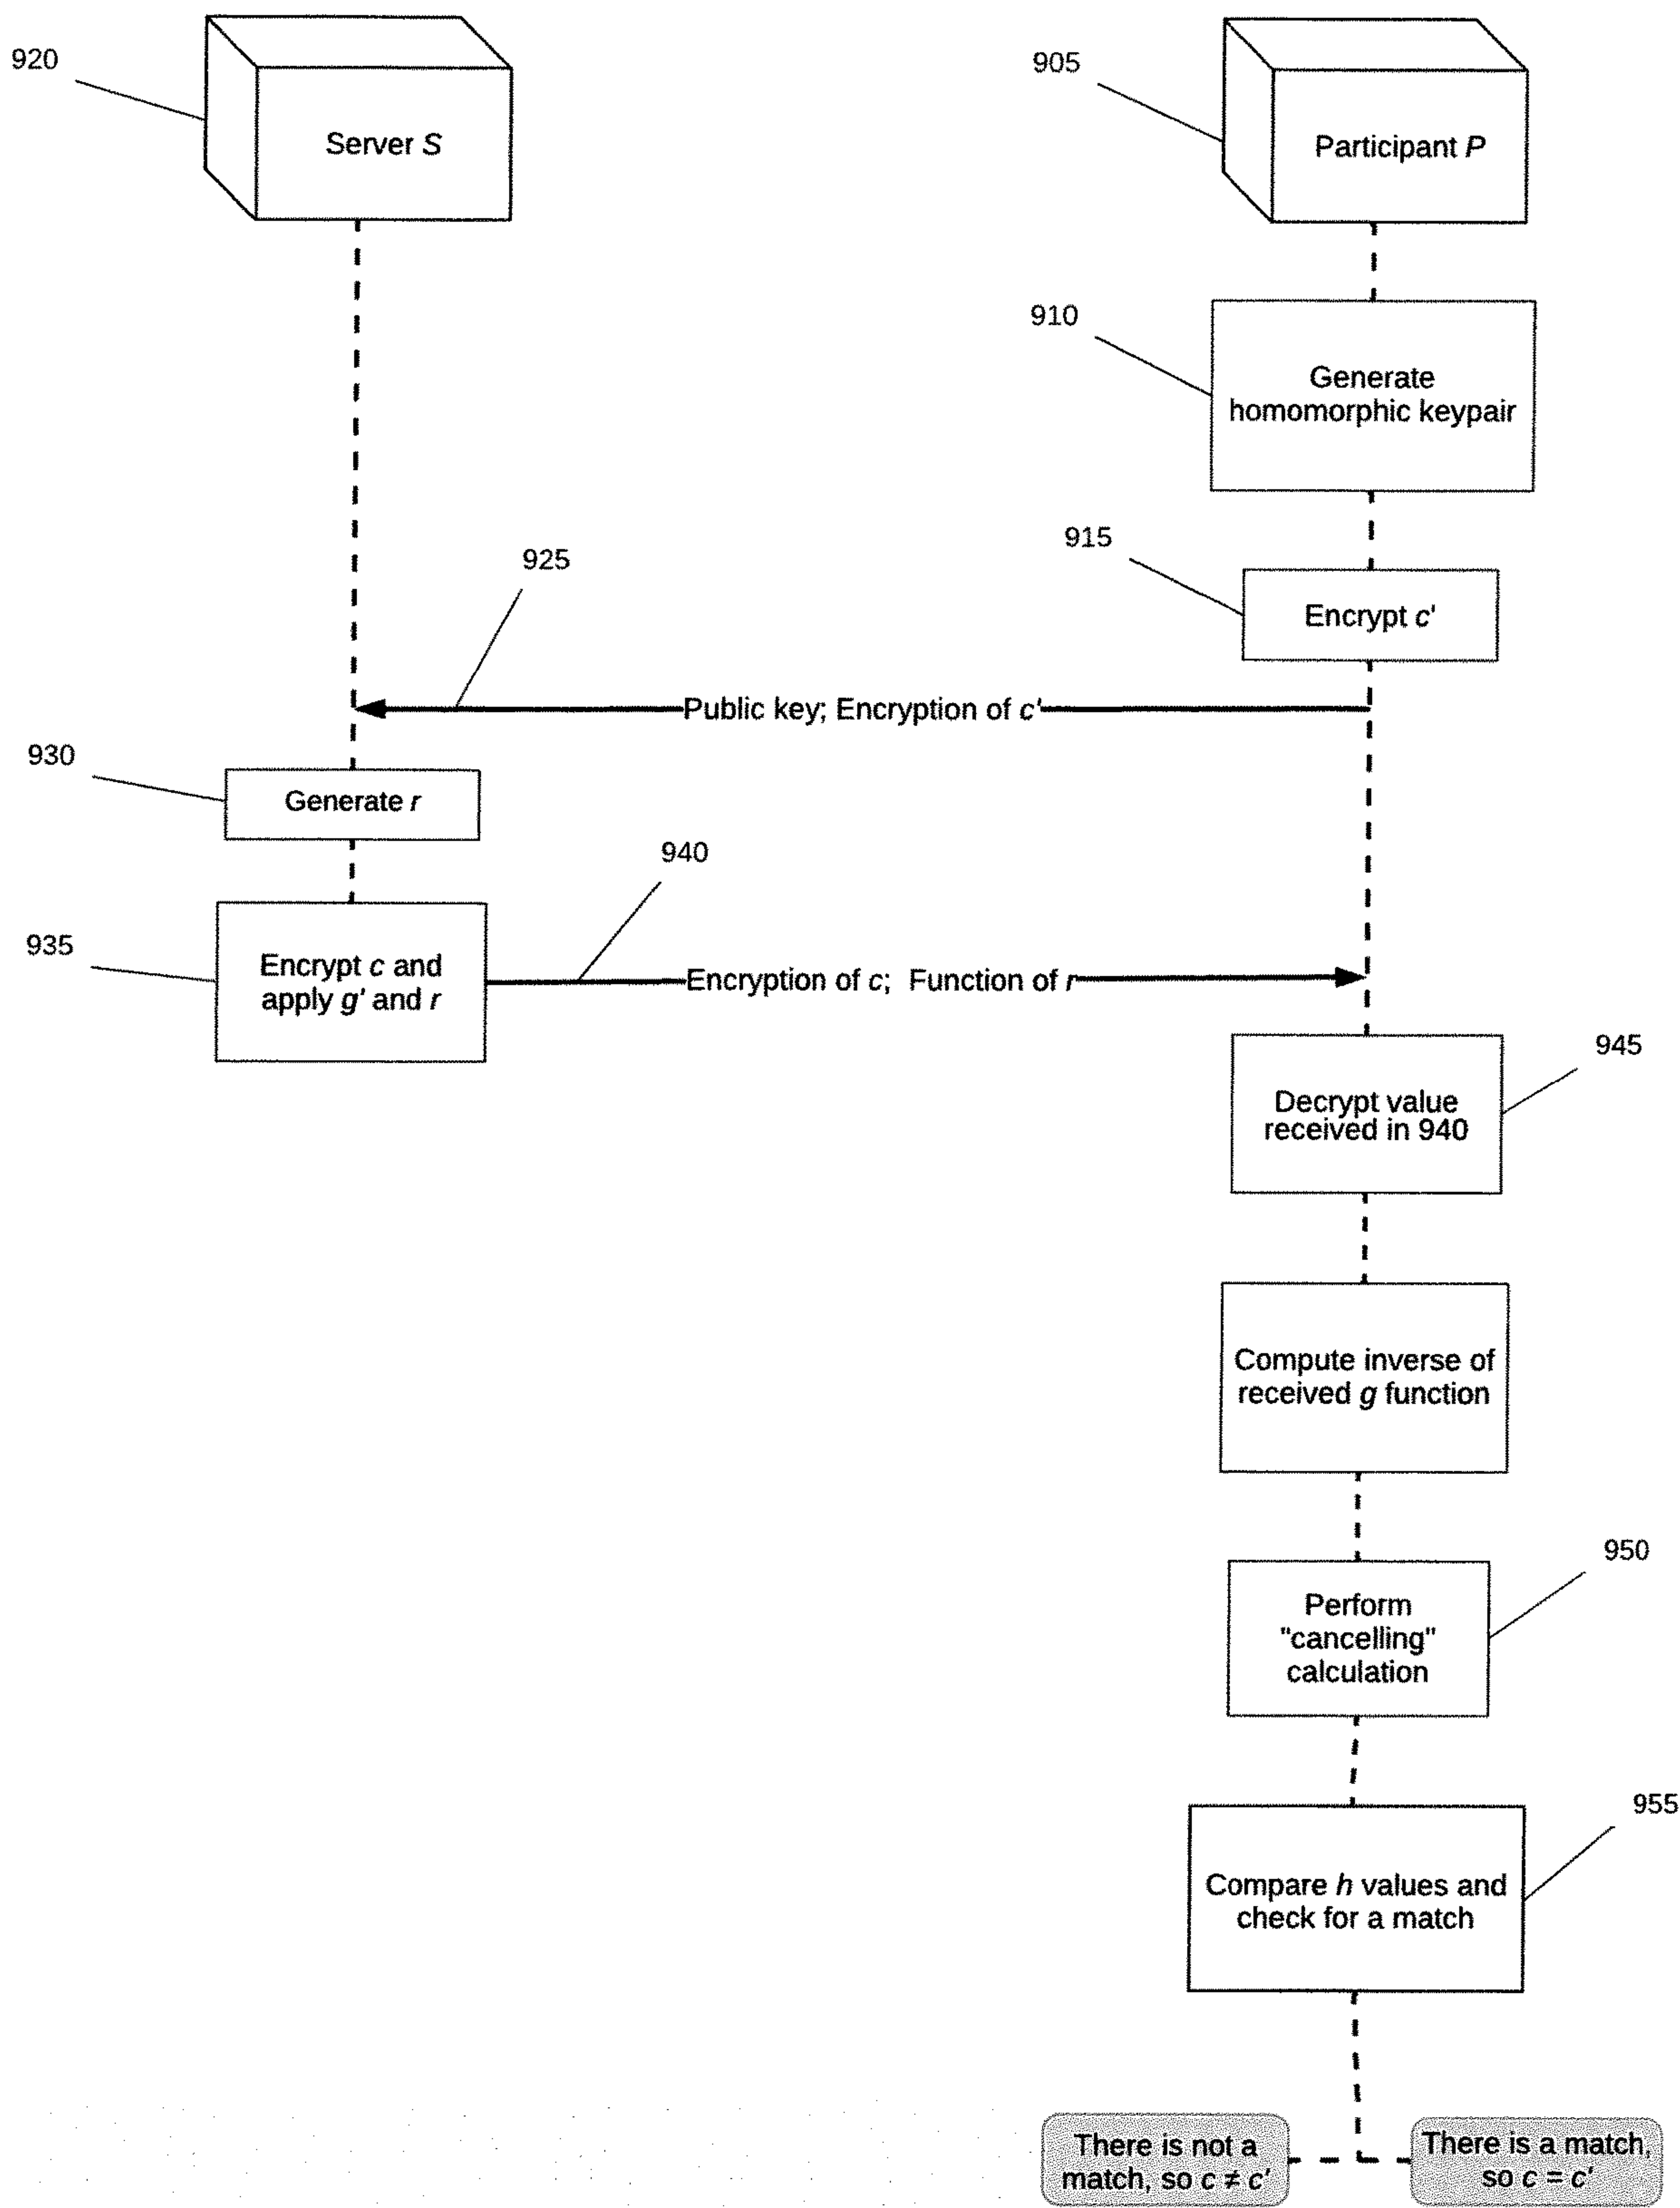 920
Server S
905
Participant P
910
Generate
homomorphic keypair
915
Encrypt c'
925
Public key; Encryption of c'
930
Generate r
940
935
Encrypt c and
apply g' and r
Encryption of c; Function of r
945
Decrypt value
received in 940
Compute inverse of
received g function
950
Perform
"cancelling"
calculation
955
Compare h values and
check for a match
There is not a
match, so c ≠ c'
There is a match,
so c = c'